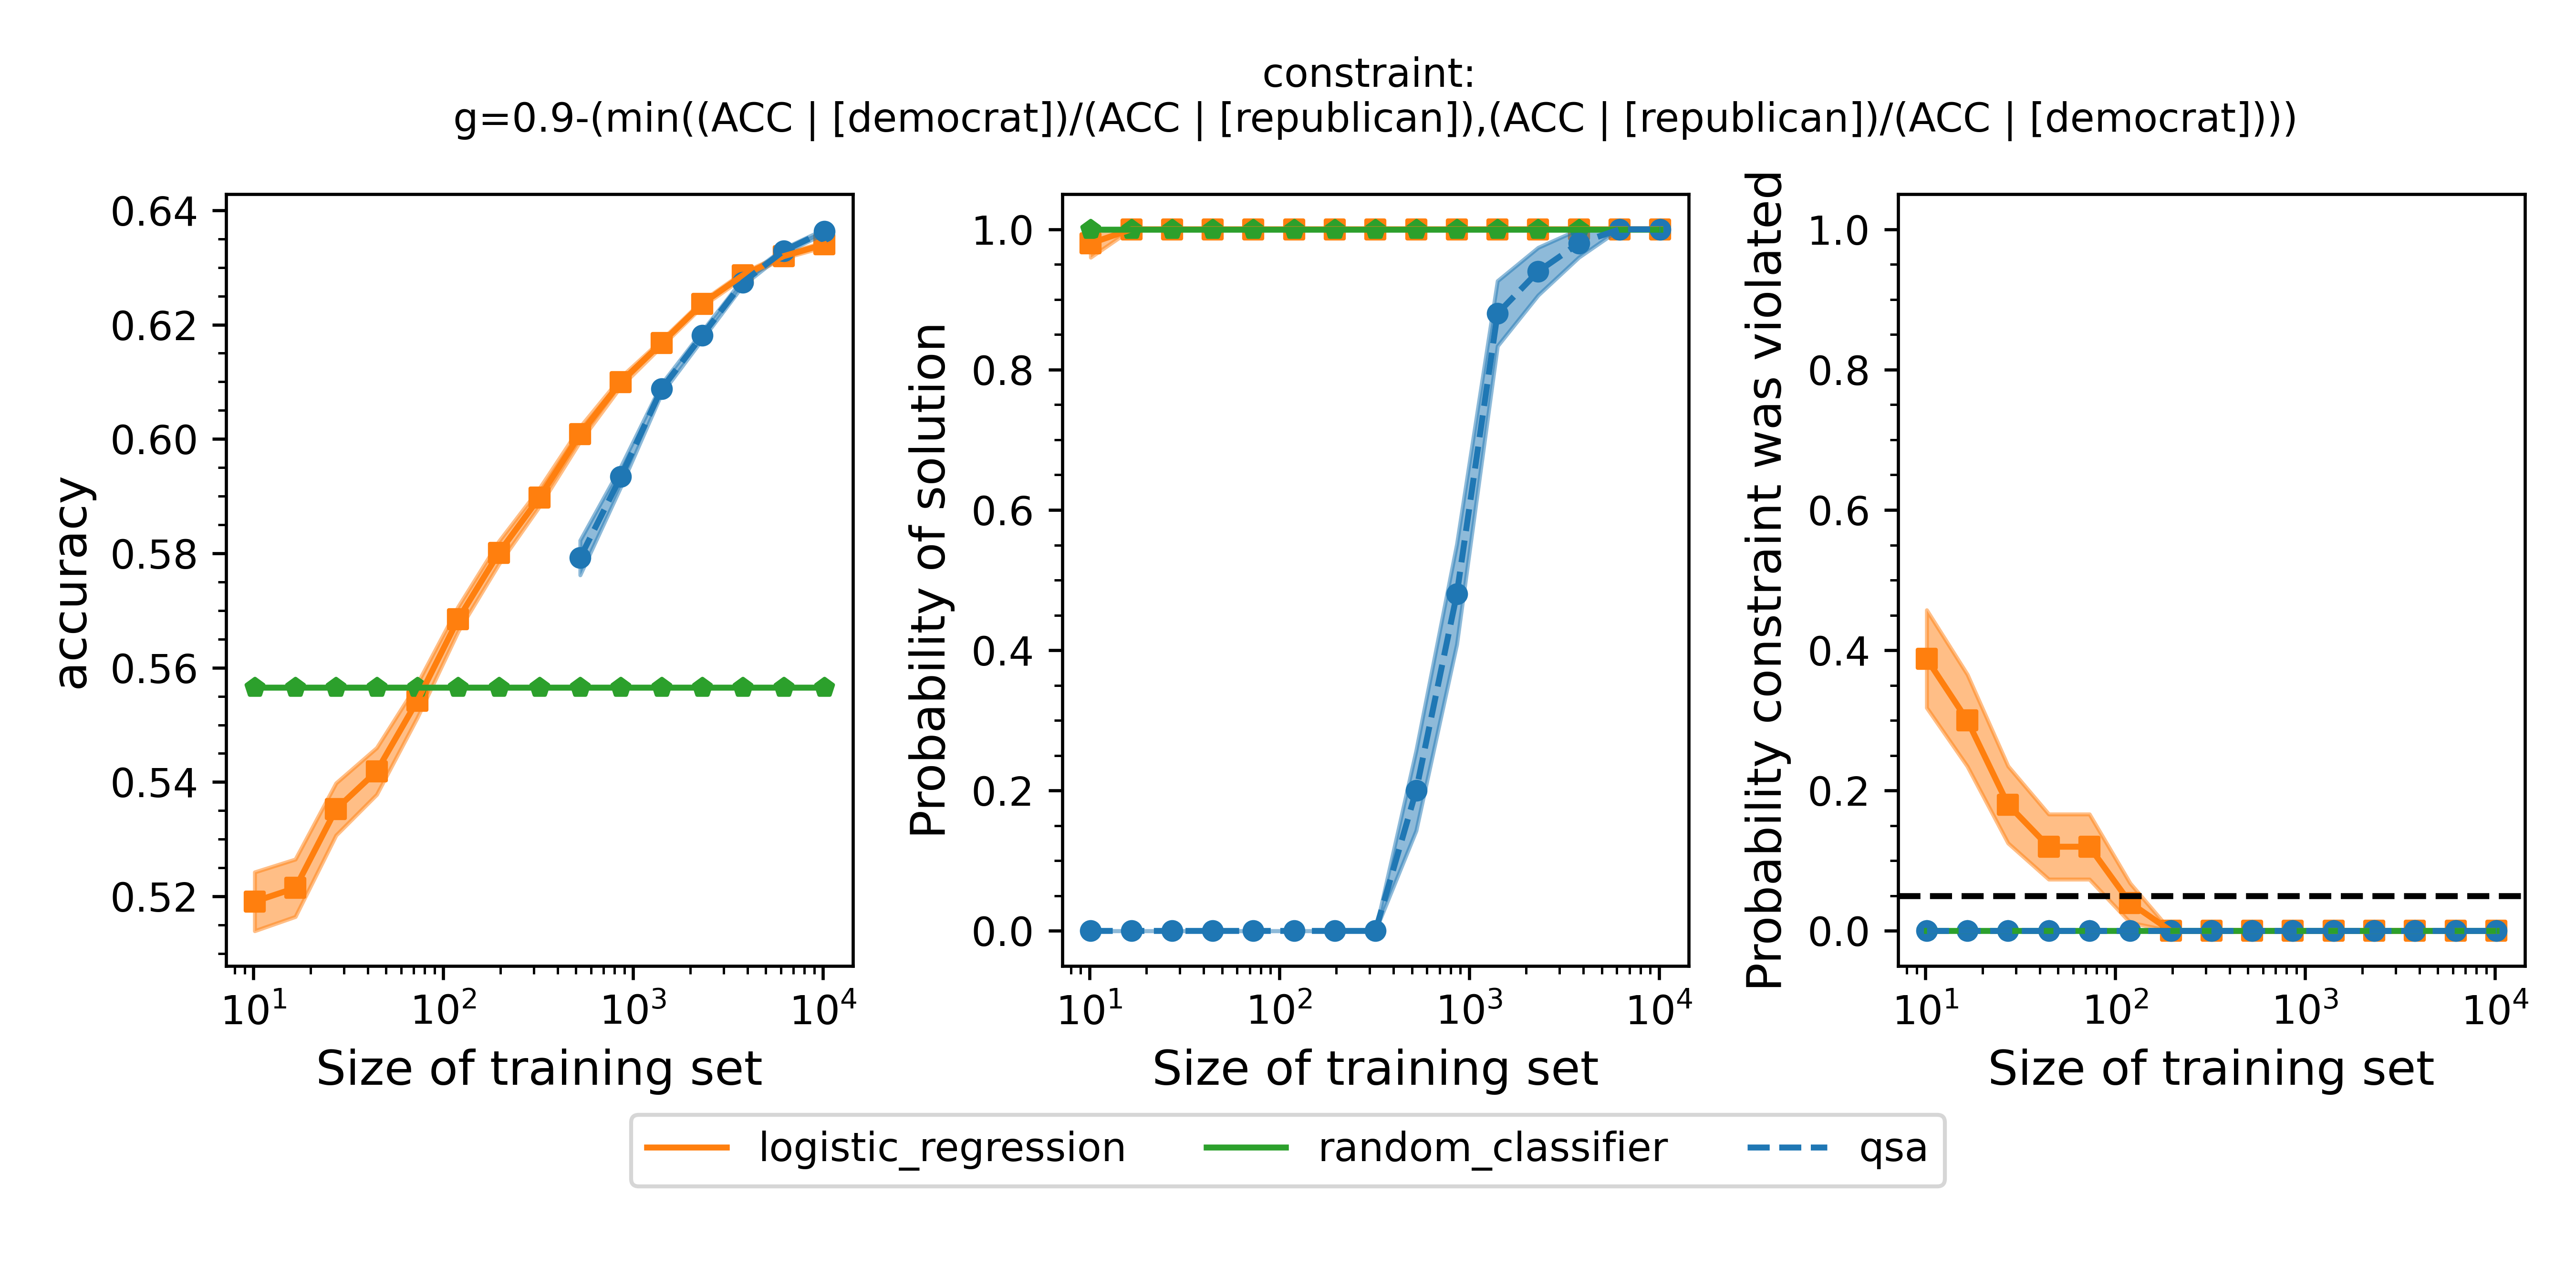 constraint:
g=0.9-(min((ACC | [democrat])/(ACC | [republican]),(ACC | [republican])/(ACC | [democrat])))
accuracy
0.64
0.62
0.60
0.58
0.56
0.54
0.52
10¹ 10² 10³ 10⁴
Size of training set
Probability of solution
1.0
0.8
0.6
0.4
0.2
0.0
10¹ 10² 10³ 10⁴
Size of training set
Probability constraint was violated
1.0
0.8
0.6
0.4
0.2
0.0
10¹ 10² 10³ 10⁴
Size of training set
logistic_regression random_classifier qsa